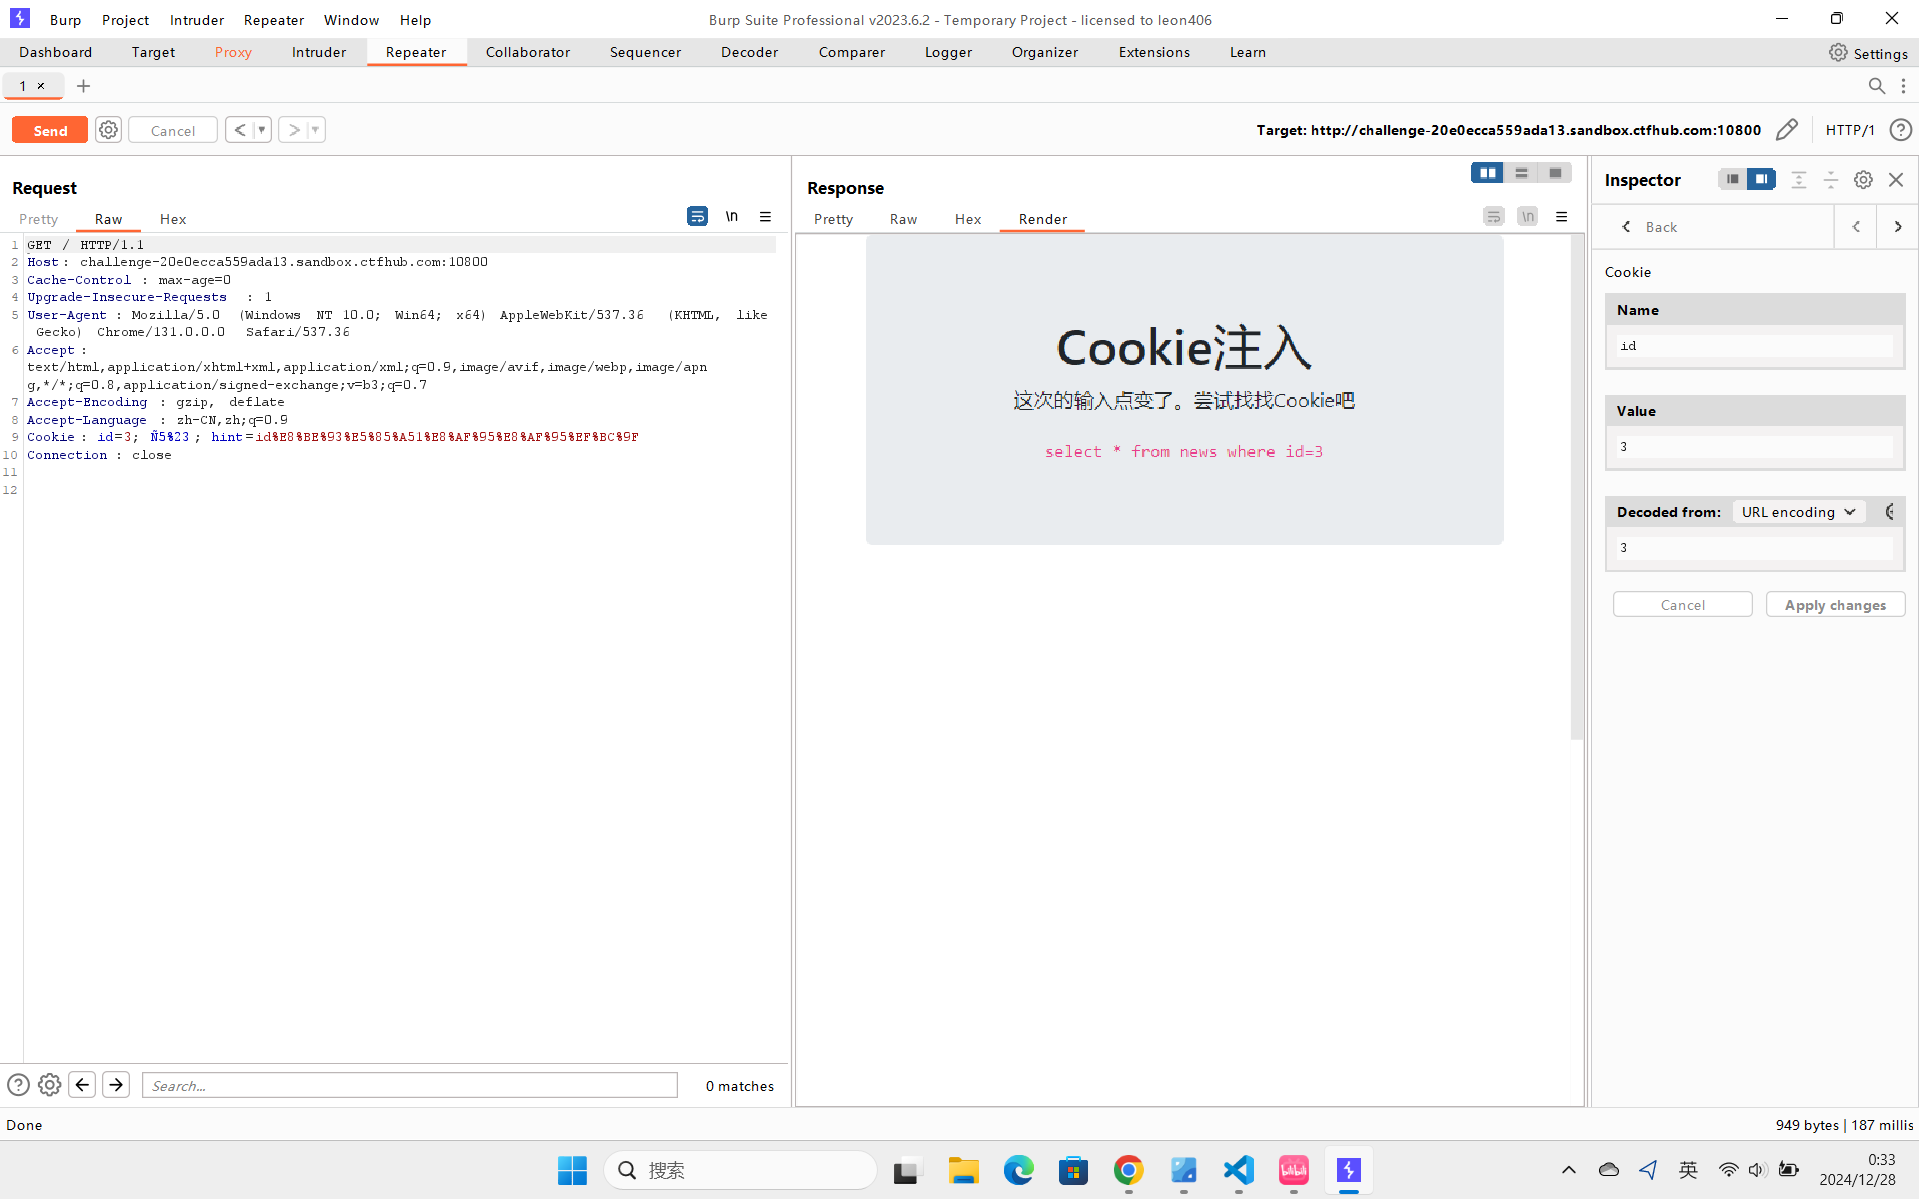 Burp Project Intruder Repeater Window Help
Burp Suite Professional v2023.6.2 - Temporary Project - licensed to leon406
Dashboard Target Proxy Intruder Repeater Collaborator Sequencer Decoder Comparer Logger Organizer Extensions Learn
Settings
1 × +
Send Cancel < ▼ > ▼
Target: http://challenge-20e0ecca559ada13.sandbox.ctfhub.com:10800
HTTP/1
Request
Pretty Raw Hex
\n
1 GET / HTTP/1.1
2 Host: challenge-20e0ecca559ada13.sandbox.ctfhub.com:10800
3 Cache-Control : max-age=0
4 Upgrade-Insecure-Requests : 1
5 User-Agent : Mozilla/5.0 (Windows NT 10.0; Win64; x64) AppleWebKit/537.36 (KHTML, like
Gecko) Chrome/131.0.0.0 Safari/537.36
6 Accept :
text/html,application/xhtml+xml,application/xml;q=0.9,image/avif,image/webp,image/apn
g,*/*;q=0.8,application/signed-exchange;v=b3;q=0.7
7 Accept-Encoding : gzip, deflate
8 Accept-Language : zh-CN,zh;q=0.9
9 Cookie : id=3; Ñ5%23 ; hint=id%E8%BE%93%E5%85%A51%E8%AF%95%E8%AF%95%EF%BC%9F
10 Connection : close
11
12
Search...
0 matches
Response
Pretty Raw Hex Render
\n
Cookie注入
这次的输入点变了。尝试找找Cookie吧
select * from news where id=3
Inspector
Back
Cookie
Name
id
Value
3
Decoded from: URL encoding
3
Cancel Apply changes
Done
949 bytes | 187 millis
搜索
bilibili
英
0:33
2024/12/28